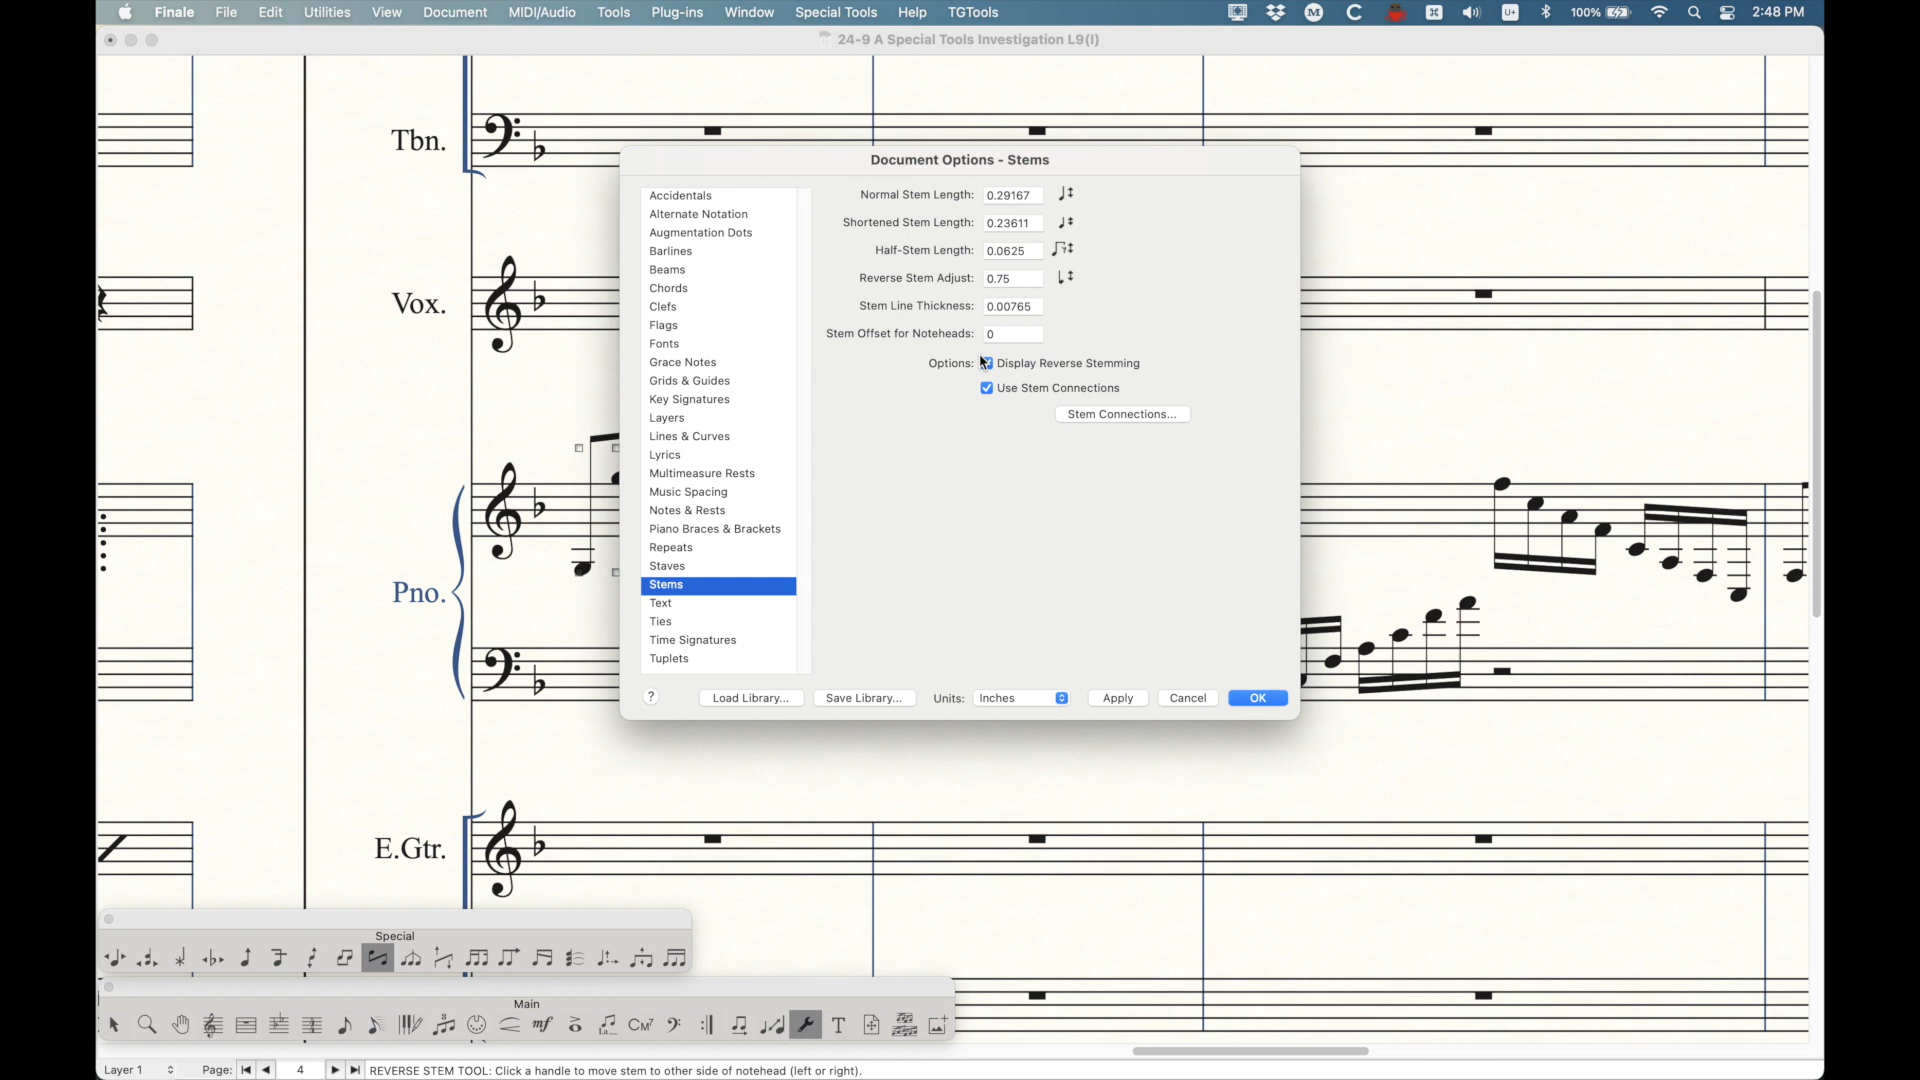 Finale File Edit Utilities View Document MIDI/Audio Tools Plug-ins Window Special Tools Help TGTools 100% 2:48 PM
24-9 A Special Tools Investigation L9(I)
Tbn.
Vox.
Pno.
E.Gtr.
Document Options - Stems
Accidentals
Alternate Notation
Augmentation Dots
Barlines
Beams
Chords
Clefs
Flags
Fonts
Grace Notes
Grids & Guides
Key Signatures
Layers
Lines & Curves
Lyrics
Multimeasure Rests
Music Spacing
Notes & Rests
Piano Braces & Brackets
Repeats
Staves
Stems
Text
Ties
Time Signatures
Tuplets
Normal Stem Length: 0.29167
Shortened Stem Length: 0.23611
Half-Stem Length: 0.0625
Reverse Stem Adjust: 0.75
Stem Line Thickness: 0.00765
Stem Offset for Noteheads: 0
Options: Display Reverse Stemming
Use Stem Connections
Stem Connections...
? Load Library... Save Library... Units: Inches Apply Cancel OK
Special
Main
mf CM7 T
Layer 1 Page: 4 REVERSE STEM TOOL: Click a handle to move stem to other side of notehead (left or right).